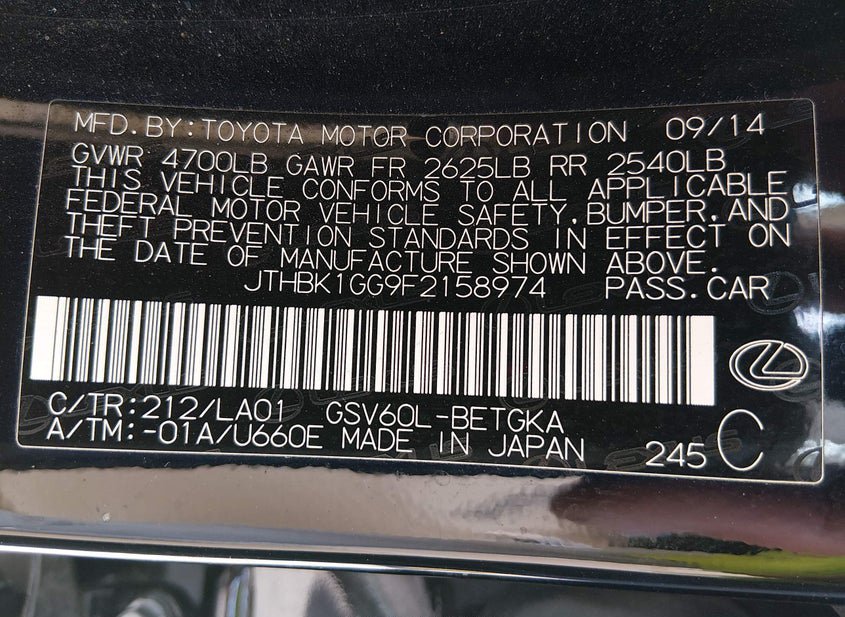 MFD.BY:TOYOTA MOTOR CORPORATION 09/14
GVWR 4700LB GAWR FR 2625LB RR 2540LB
THIS VEHICLE CONFORMS TO ALL APPLICABLE
FEDERAL MOTOR VEHICLE SAFETY,BUMPER,AND
THEFT PREVENTION STANDARDS IN EFFECT ON
THE DATE OF MANUFACTURE SHOWN ABOVE.
JTHBK1GG9F2158974 PASS.CAR
C/TR:212/LA01 GSV60L-BETGKA
A/TM:-01A/U660E MADE IN JAPAN 245 C